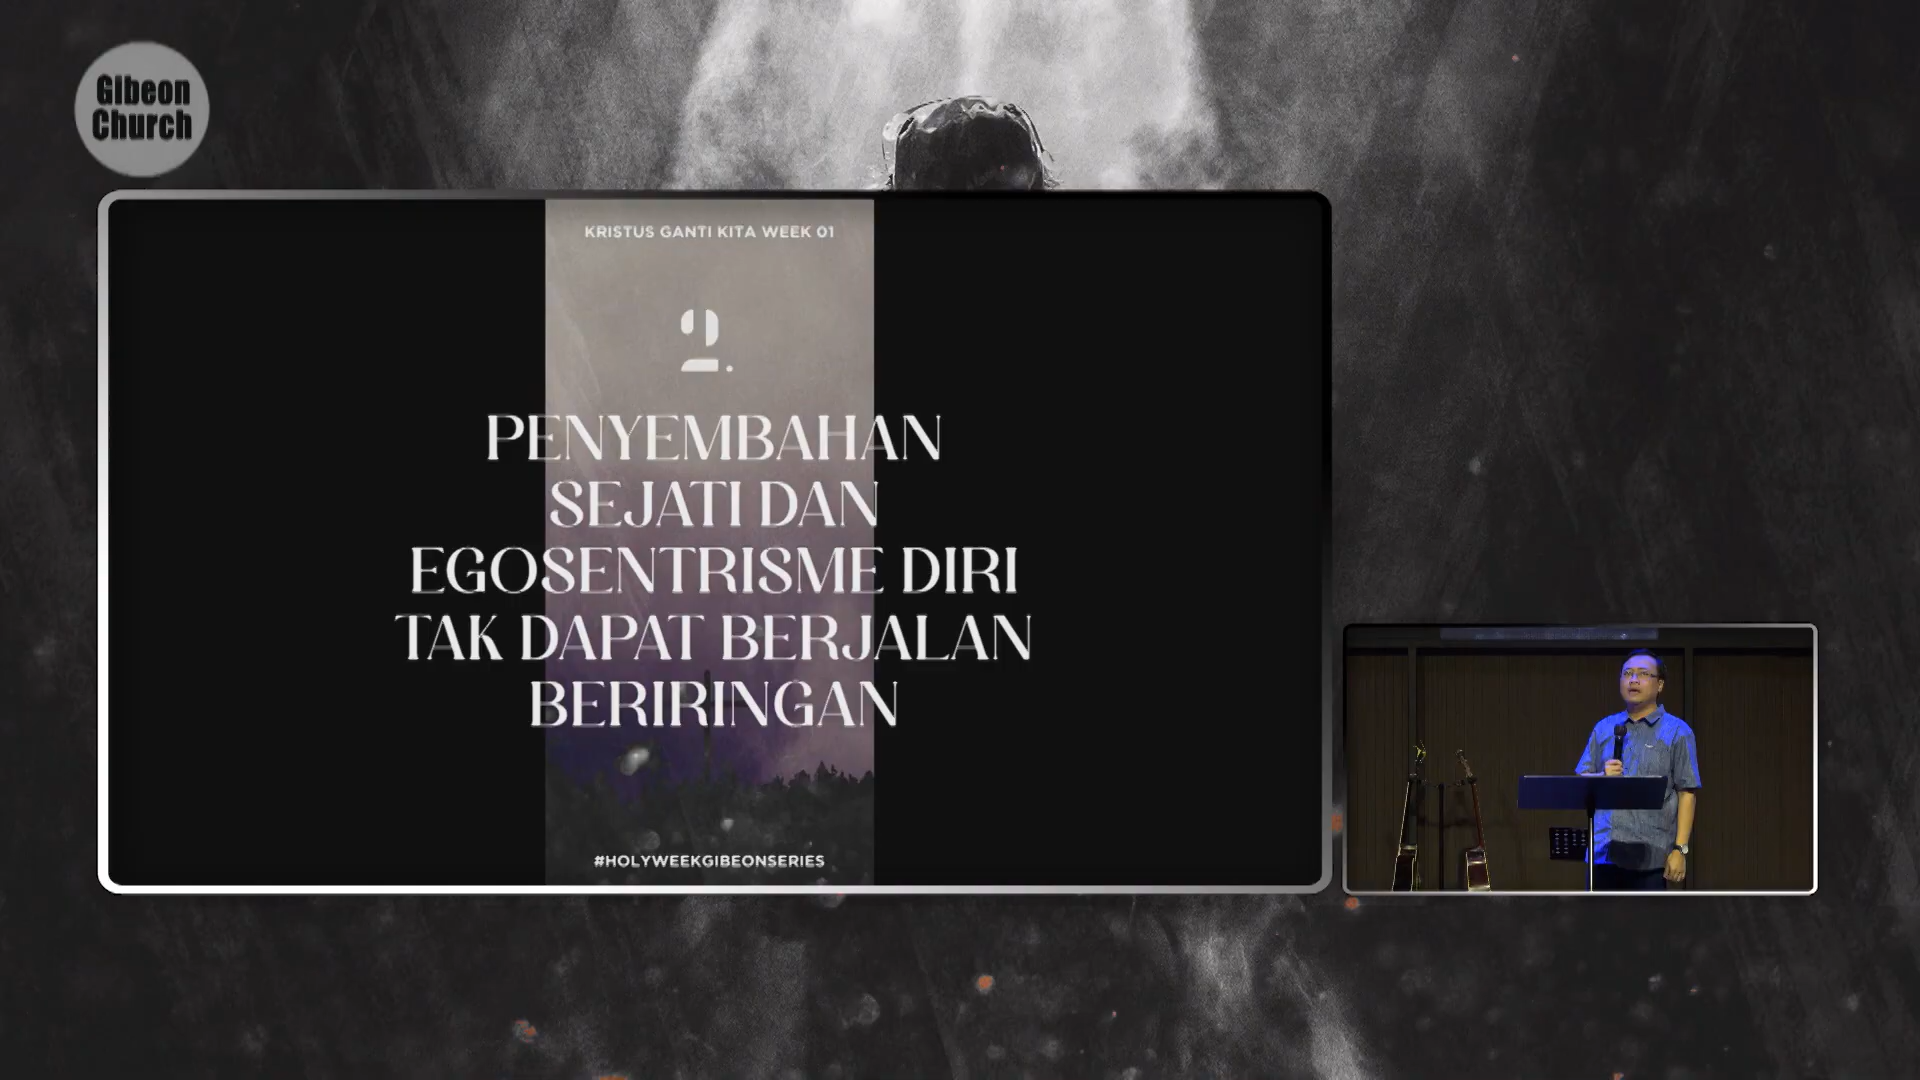 Gibeon
Church
KRISTUS GANTI KITA WEEK 01
2.
PENYEMBAHAN
SEJATI DAN
EGOSENTRISME DIRI
TAK DAPAT BERJALAN
BERIRINGAN
#HOLYWEEKGIBEONSERIES